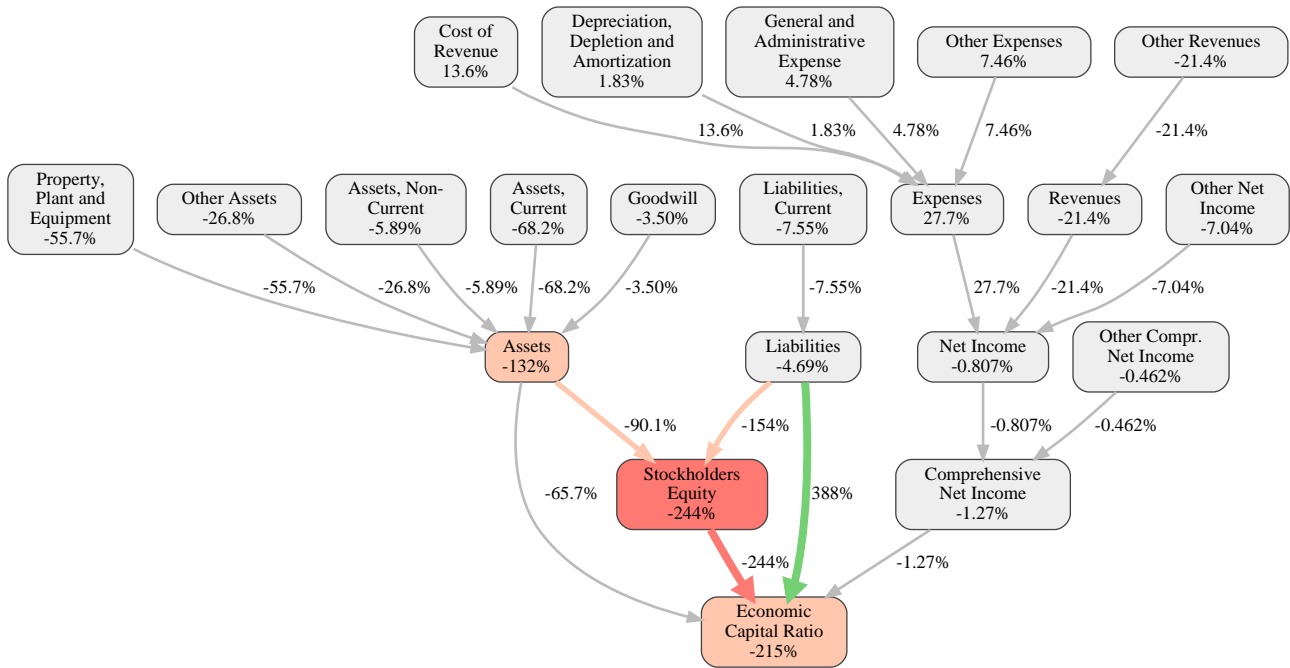 Cost of
Revenue
13.6%
Depreciation,
Depletion and
Amortization
1.83%
General and
Administrative
Expense
4.78%
Other Expenses
7.46%
Other Revenues
-21.4%
13.6%
1.83%
4.78%
7.46%
-21.4%
Property,
Plant and
Equipment
-55.7%
Other Assets
-26.8%
Assets, Non-
Current
-5.89%
Assets,
Current
-68.2%
Goodwill
-3.50%
Liabilities,
Current
-7.55%
Expenses
27.7%
Revenues
-21.4%
Other Net
Income
-7.04%
-55.7%
-26.8%
-5.89%
-68.2%
-3.50%
-7.55%
27.7%
-21.4%
-7.04%
Assets
-132%
Liabilities
-4.69%
Net Income
-0.807%
Other Compr.
Net Income
-0.462%
-90.1%
-154%
-0.807%
-0.462%
-65.7%
Stockholders
Equity
-244%
388%
Comprehensive
Net Income
-1.27%
-244%
-1.27%
Economic
Capital Ratio
-215%